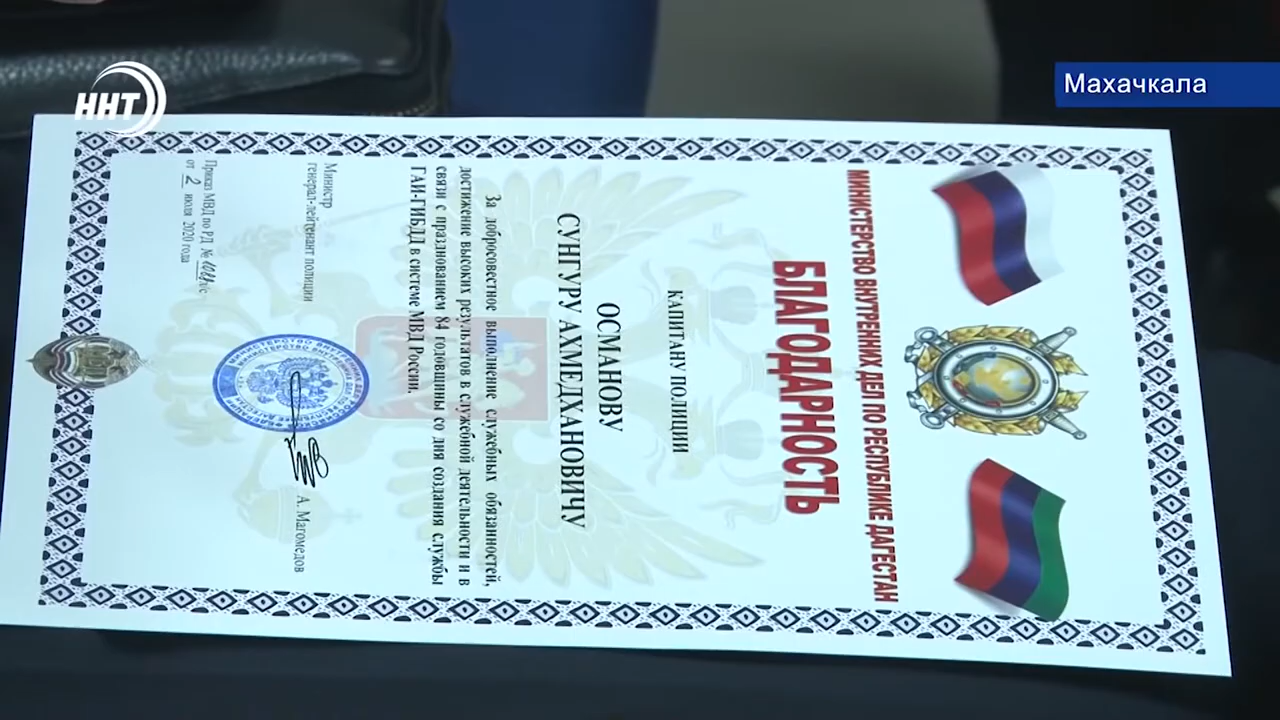 ННТ
Махачкала
МИНИСТЕРСТВО ВНУТРЕННИХ ДЕЛ ПО РЕСПУБЛИКЕ ДАГЕСТАН
БЛАГОДАРНОСТЬ
КАПИТАНУ ПОЛИЦИИ
ОСМАНОВУ
СУНГУРУ АХМЕДХАНОВИЧУ
За добросовестное выполнение служебных обязанностей,
достижение высоких результатов в служебной деятельности и в
связи с празднованием 84 годовщины со дня создания службы
ГАИ-ГИБДД в системе МВД России.
Министр
генерал-лейтенант полиции
А. Магомедов
Приказ МВД по РД №
от 2 июля 2020 года